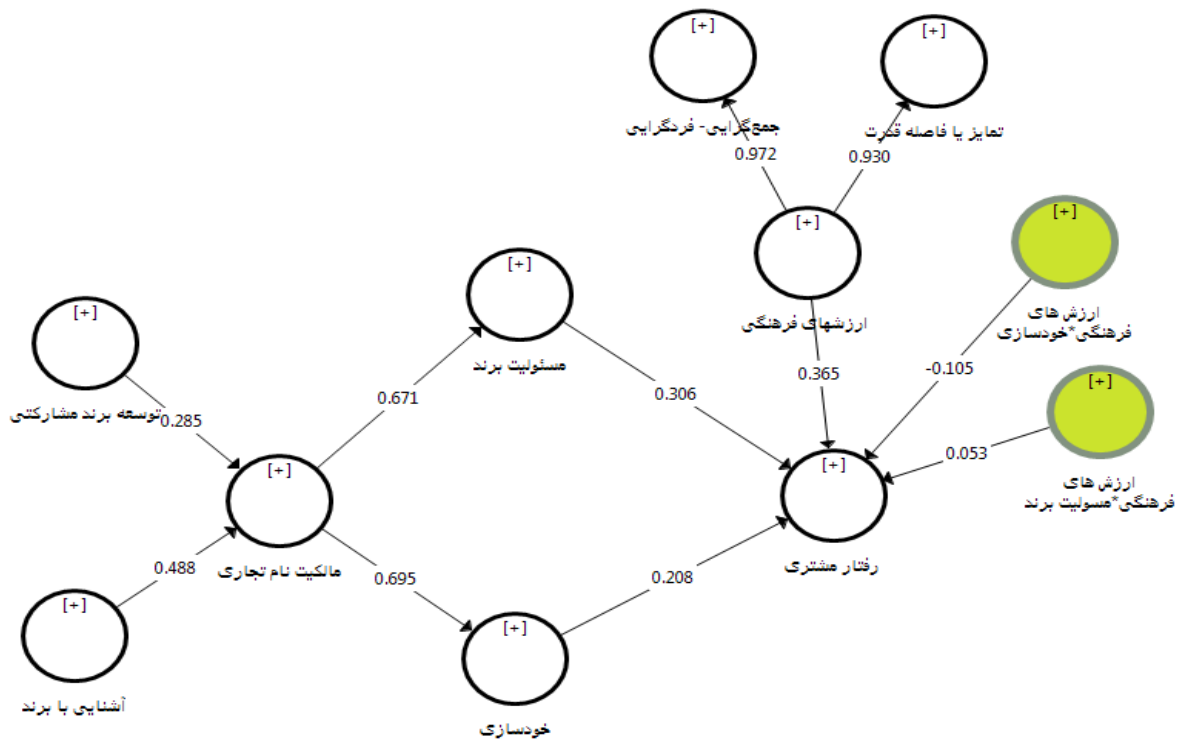 [+]
[+]
جمع‌گرایی- فردگرایی
تمایز یا فاصله قدرت
0.972
0.930
[+]
[+]
ارزشهای فرهنگی
ارزش های
فرهنگی*خودسازی
[+]
مسئولیت برند
[+]
توسعه برند مشارکتی
0.285
0.671
0.306
0.365
-0.105
[+]
0.053
ارزش های
فرهنگی*مسولیت برند
[+]
مالکیت نام تجاری
[+]
رفتار مشتری
0.488
0.695
0.208
[+]
آشنایی با برند
[+]
خودسازی